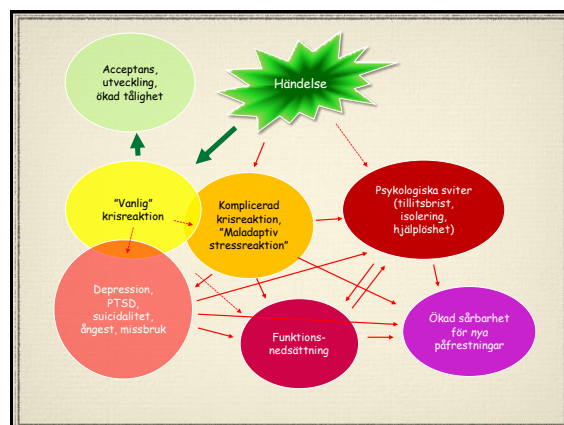 Acceptans,
utveckling,
ökad tålighet
Händelse
"Vanlig"
krisreaktion
Komplicerad
krisreaktion,
"Maladaptiv
stressreaktion"
Psykologiska sviter
(tillitsbrist,
isolering,
hjälplöshet)
Depression,
PTSD,
suicidalitet,
ångest, missbruk
Funktions-
nedsättning
Ökad sårbarhet
för nya
påfrestningar